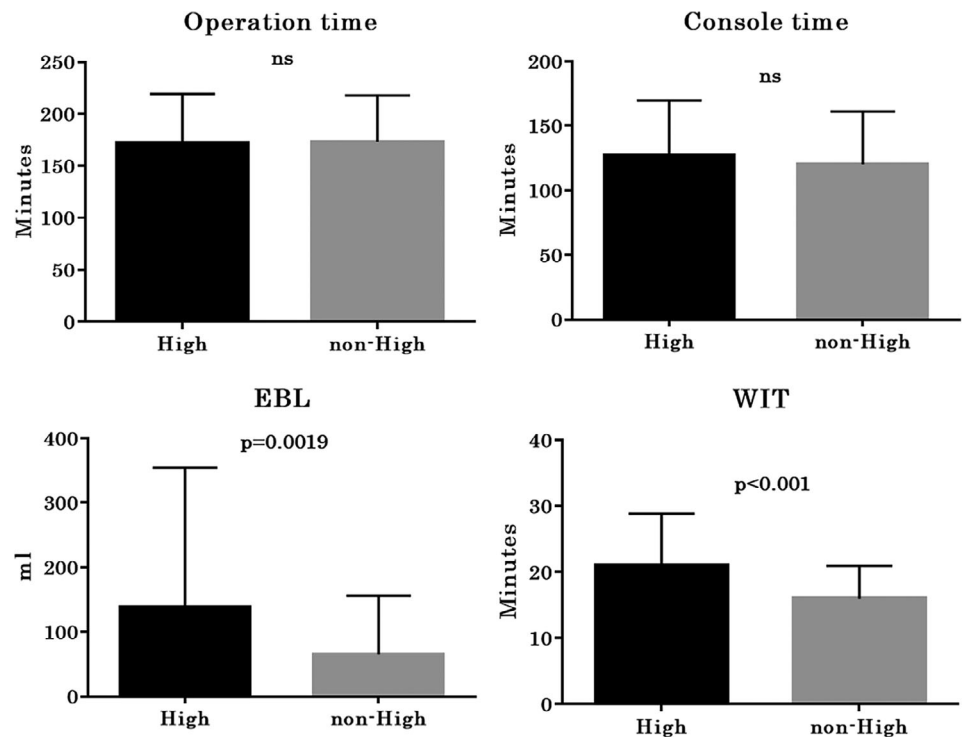 Operation time
ns
Minutes
250
200
150
100
50
0
High non-High
Console time
ns
Minutes
200
150
100
50
0
High non-High
EBL
p=0.0019
ml
400
300
200
100
0
High non-High
WIT
p<0.001
Minutes
40
30
20
10
0
High non-High